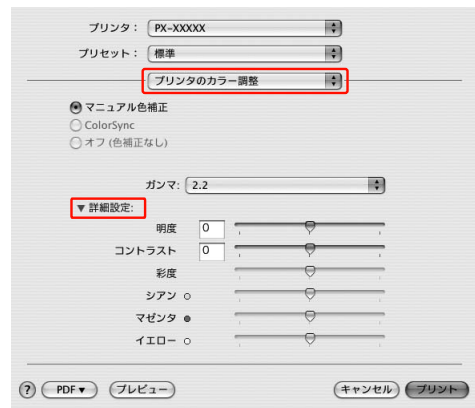 プリンタ： PX-XXXXX
プリセット： 標準
プリンタのカラー調整
マニュアル色補正
ColorSync
オフ (色補正なし)
ガンマ: 2.2
▼ 詳細設定:
明度 0
コントラスト 0
彩度
シアン
マゼンタ
イエロー
? PDF ▼ プレビュー キャンセル プリント